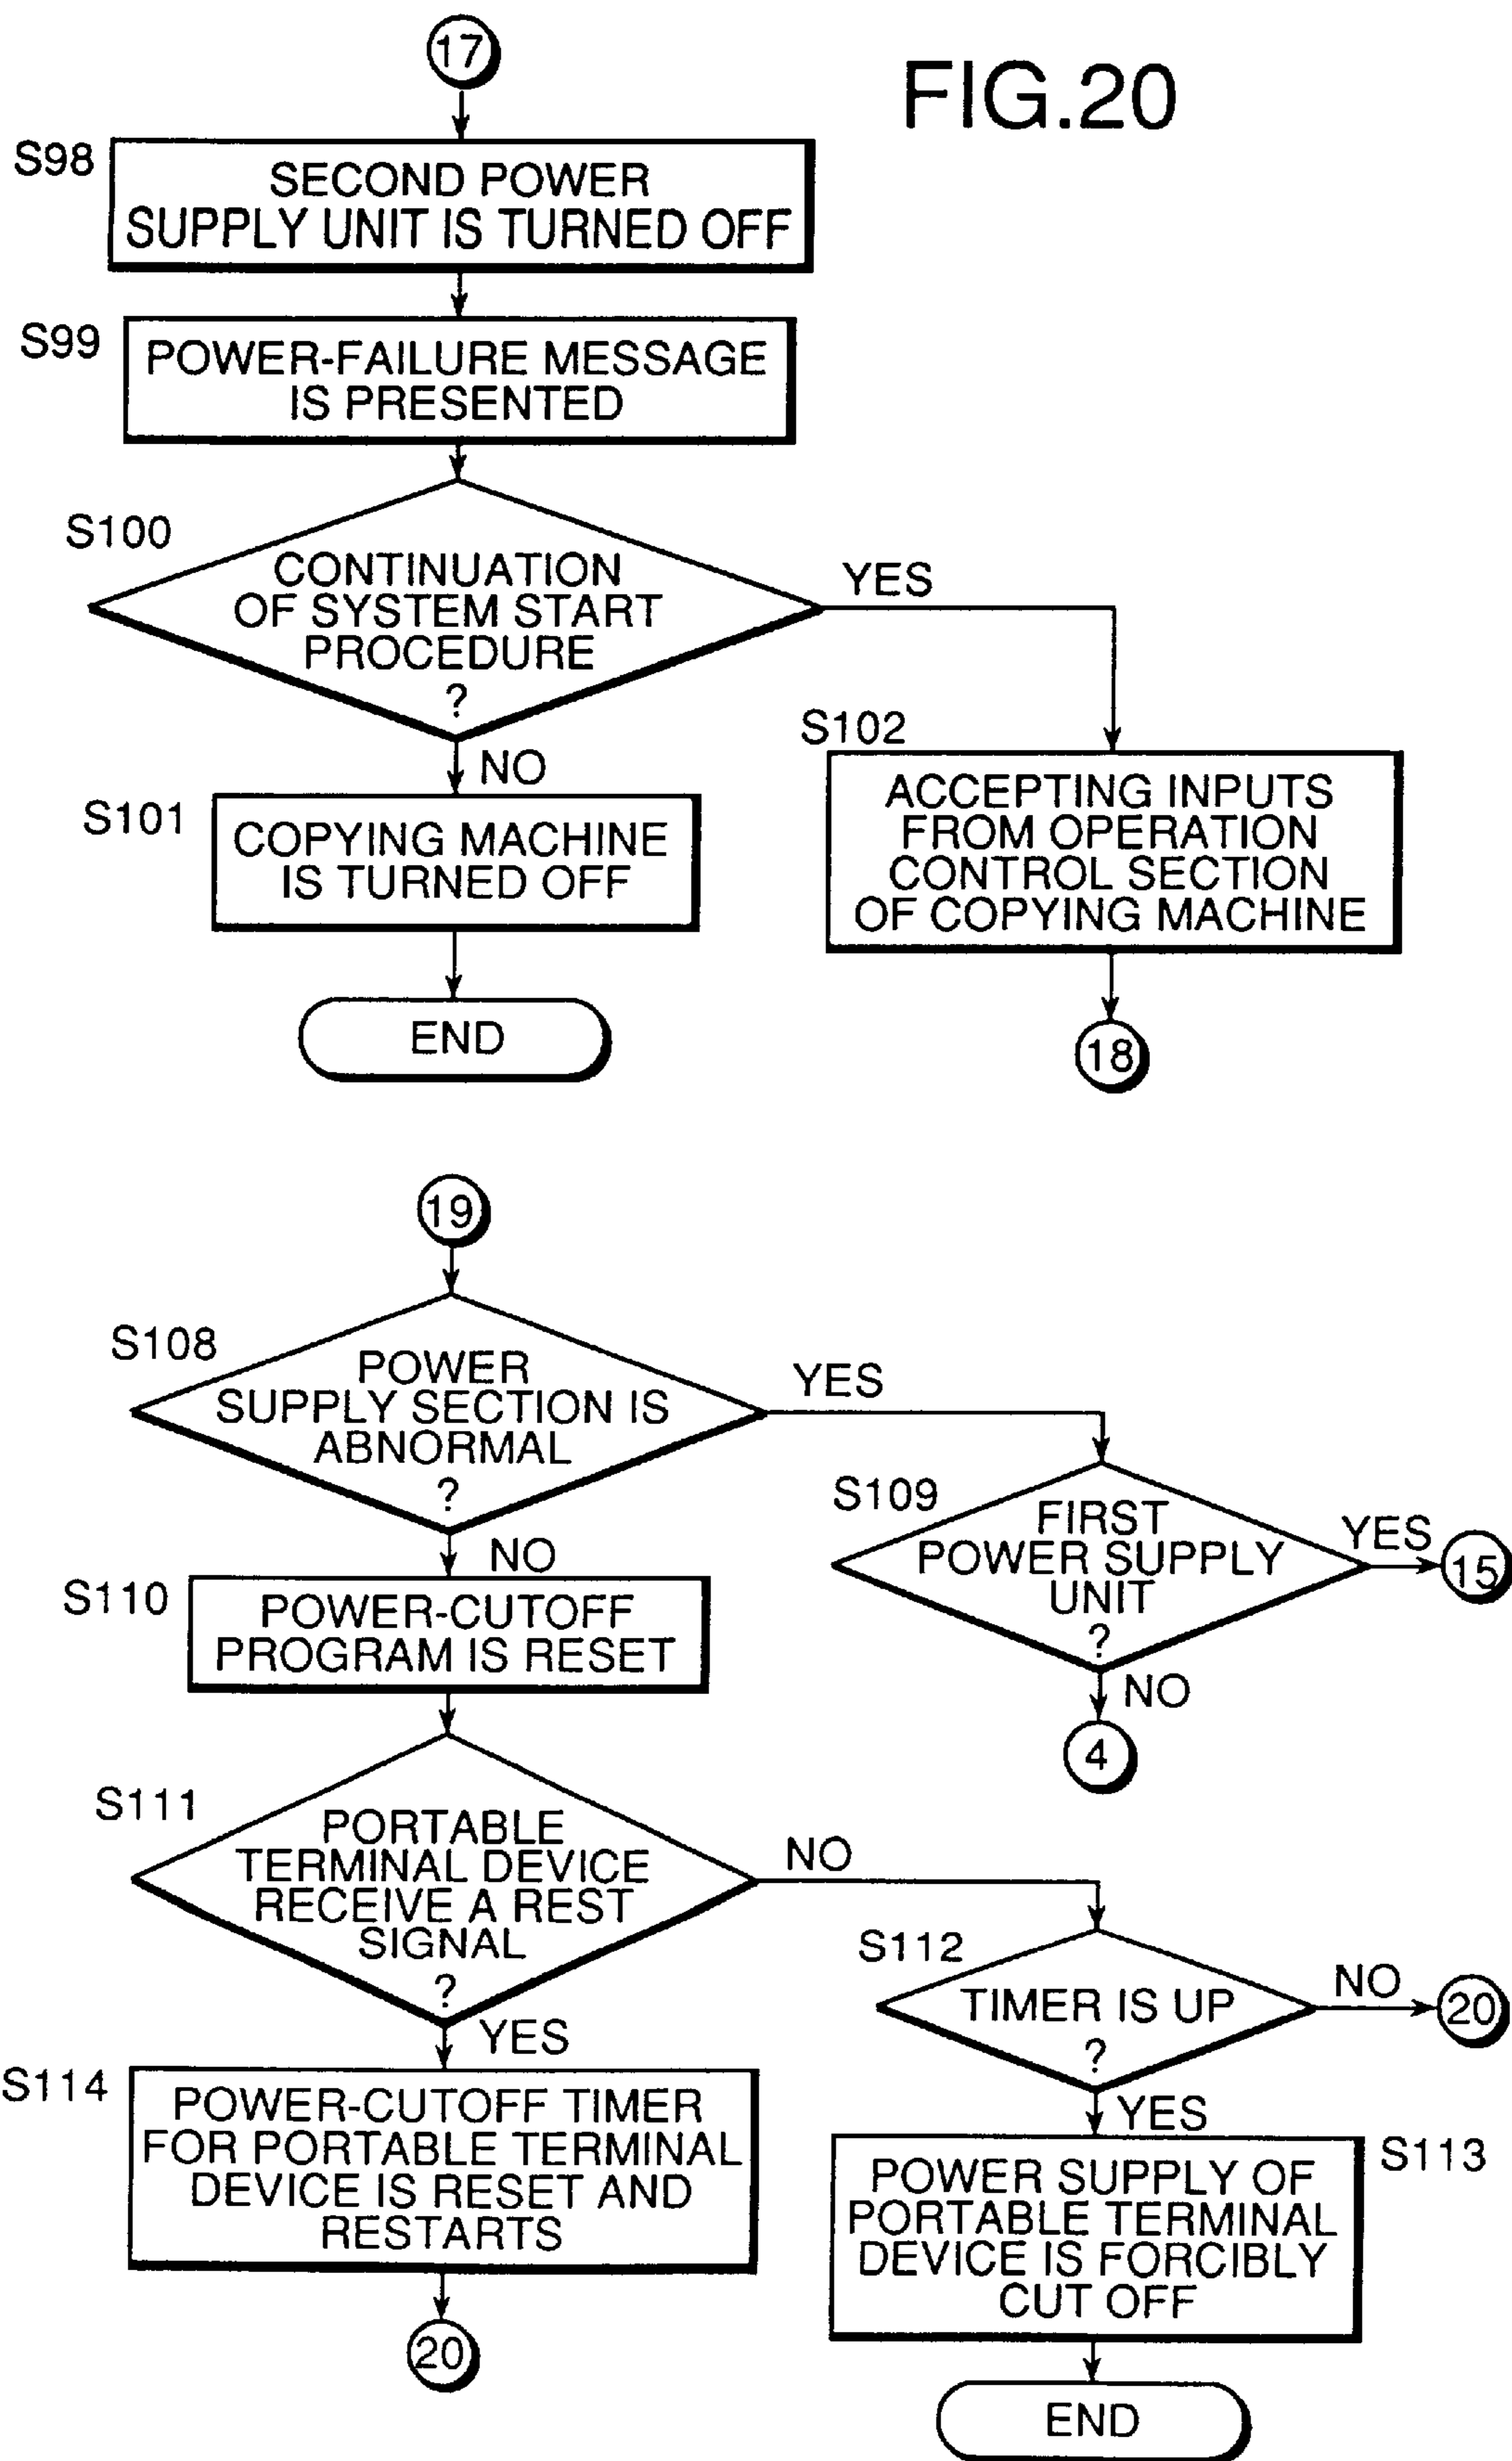 17
FIG.20
S98
SECOND POWER
SUPPLY UNIT IS TURNED OFF
S99
POWER-FAILURE MESSAGE
IS PRESENTED
S100
CONTINUATION
OF SYSTEM START
PROCEDURE
?
YES
NO
S101
COPYING MACHINE
IS TURNED OFF
END
S102
ACCEPTING INPUTS
FROM OPERATION
CONTROL SECTION
OF COPYING MACHINE
18
19
S108
POWER
SUPPLY SECTION IS
ABNORMAL
?
YES
NO
S109
FIRST
POWER SUPPLY
UNIT
?
YES
15
NO
4
S110
POWER-CUTOFF
PROGRAM IS RESET
S111
PORTABLE
TERMINAL DEVICE
RECEIVE A REST
SIGNAL
?
NO
YES
S112
TIMER IS UP
?
NO
20
YES
S114
POWER-CUTOFF TIMER
FOR PORTABLE TERMINAL
DEVICE IS RESET AND
RESTARTS
20
S113
POWER SUPPLY OF
PORTABLE TERMINAL
DEVICE IS FORCIBLY
CUT OFF
END